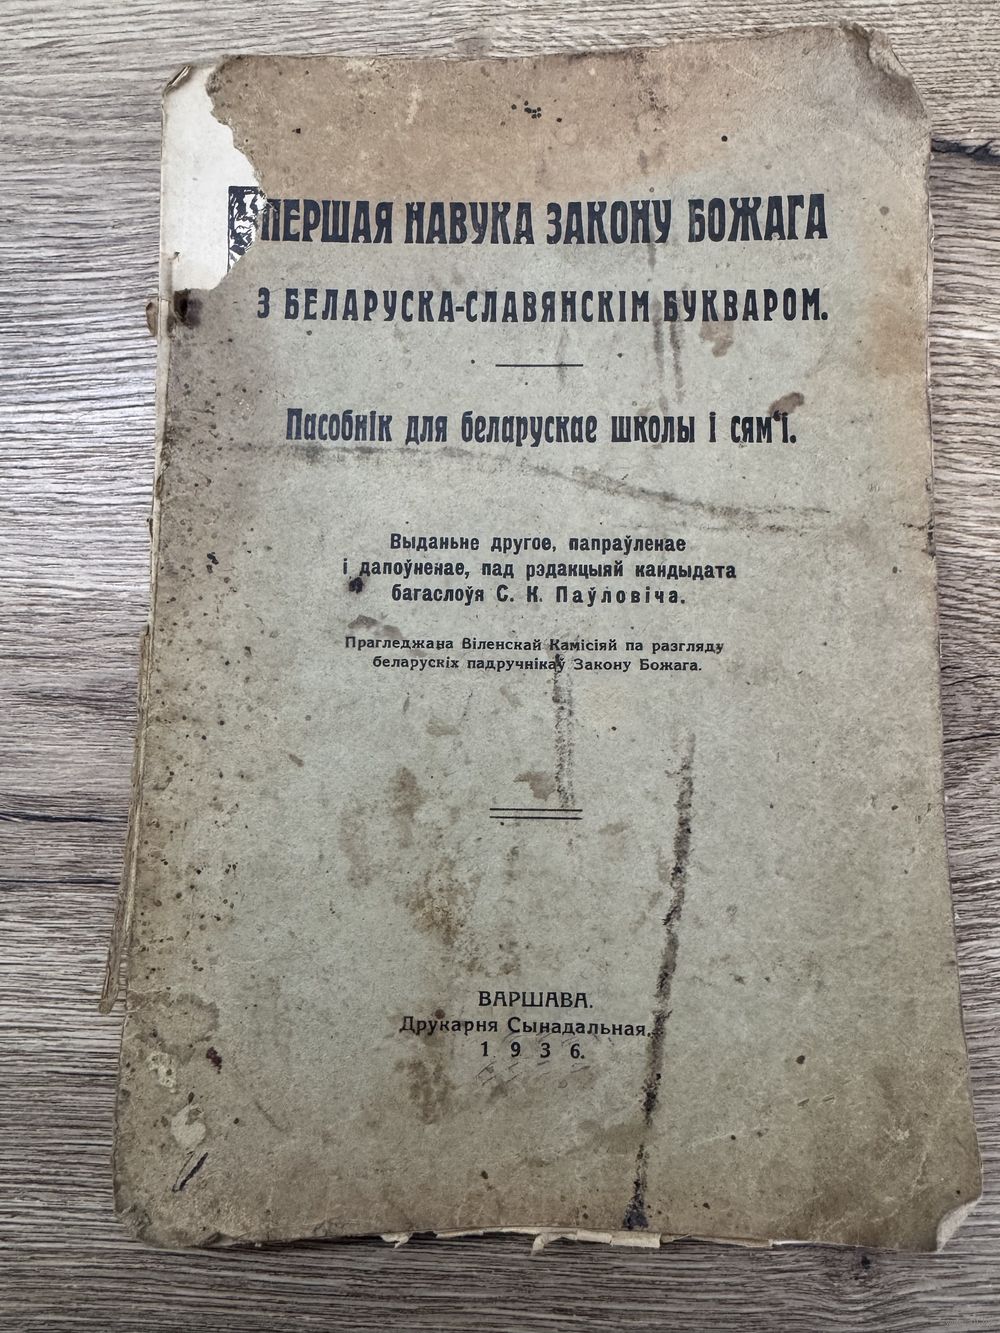 ПЕРШАЯ НАВУКА ЗАКОНУ БОЖАГА
З БЕЛАРУСКА-СЛАВЯНСКІМ БУКВАРОМ.
Пасобнік для беларускае школы і сям‘і.
Выданьне другое, папраўленае
і дапоўненае, пад рэдакцыяй кандыдата
багаслоўя С. К. Паўловіча.
Прагледжана Віленскай Камісіяй па разгляду
беларускіх падручнікаў Закону Божага.
ВАРШАВА.
Друкарня Сынадальная.
1936.